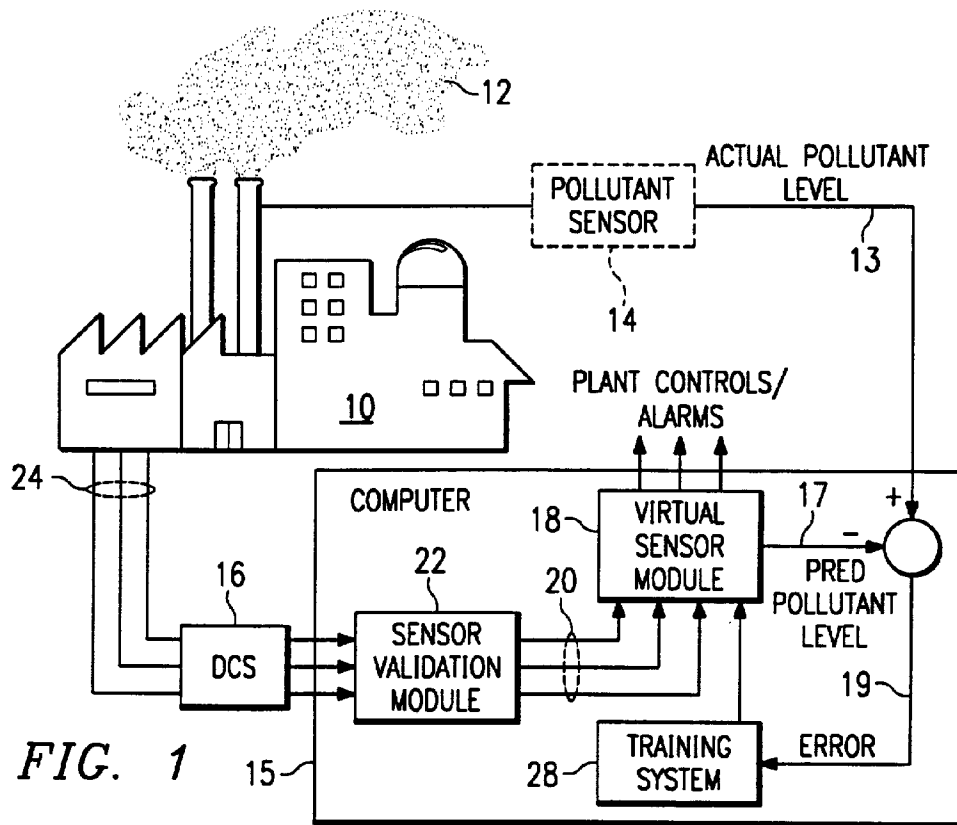 12
ACTUAL POLLUTANT
LEVEL
POLLUTANT
SENSOR
13
14
10
PLANT CONTROLS/
ALARMS
24
COMPUTER
18
VIRTUAL
SENSOR
MODULE
17
+
-
PRED
POLLUTANT
LEVEL
16
DCS
22
SENSOR
VALIDATION
MODULE
20
19
FIG. 1
15
28
TRAINING
SYSTEM
ERROR